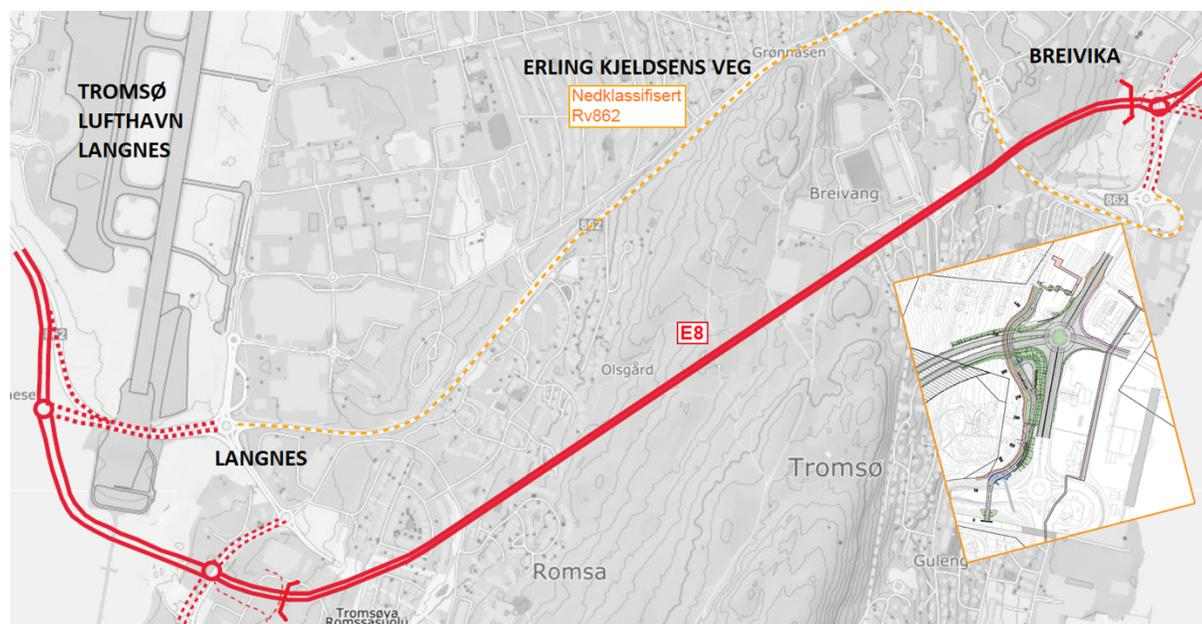 TROMSØ
LUFTHAVN
LANGNES
ERLING KJELDSENS VEG
Nedklassifisert
Rv862
Grønnåsen
BREIVIKA
Breivang
862
862
E8
Olsgård
LANGNES
Tromsø
Romsa
Guleng
Tromsøya
Romssasuolu